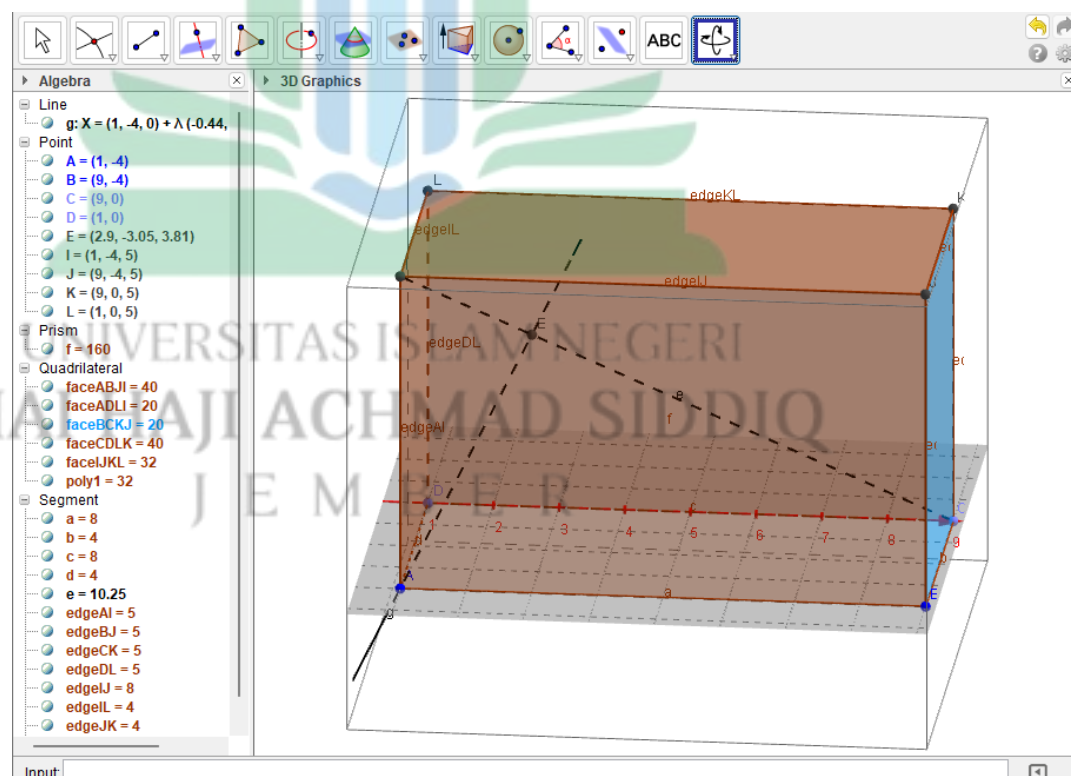 ABC
Algebra
3D Graphics
Line
g: X = (1, -4, 0) + λ (-0.44,
Point
A = (1, -4)
B = (9, -4)
C = (9, 0)
D = (1, 0)
E = (2.9, -3.05, 3.81)
I = (1, -4, 5)
J = (9, -4, 5)
K = (9, 0, 5)
L = (1, 0, 5)
Prism
f = 160
Quadrilateral
faceABJI = 40
faceADLI = 20
faceBCKJ = 20
faceCDLK = 40
faceIJKL = 32
poly1 = 32
Segment
a = 8
b = 4
c = 8
d = 4
e = 10.25
edgeAI = 5
edgeBJ = 5
edgeCK = 5
edgeDL = 5
edgeIJ = 8
edgeIL = 4
edgeJK = 4
L
edgeKL
K
edgeIL
edgeIJ
E
edgeDL
e
f
edgeAI
D
C
1 2 3 4 5 6 7 8 9
b
A
a
g
UNIVERSITAS ISLAM NEGERI
HAJI ACHMAD SIDDIQ
JEMBER
Input: